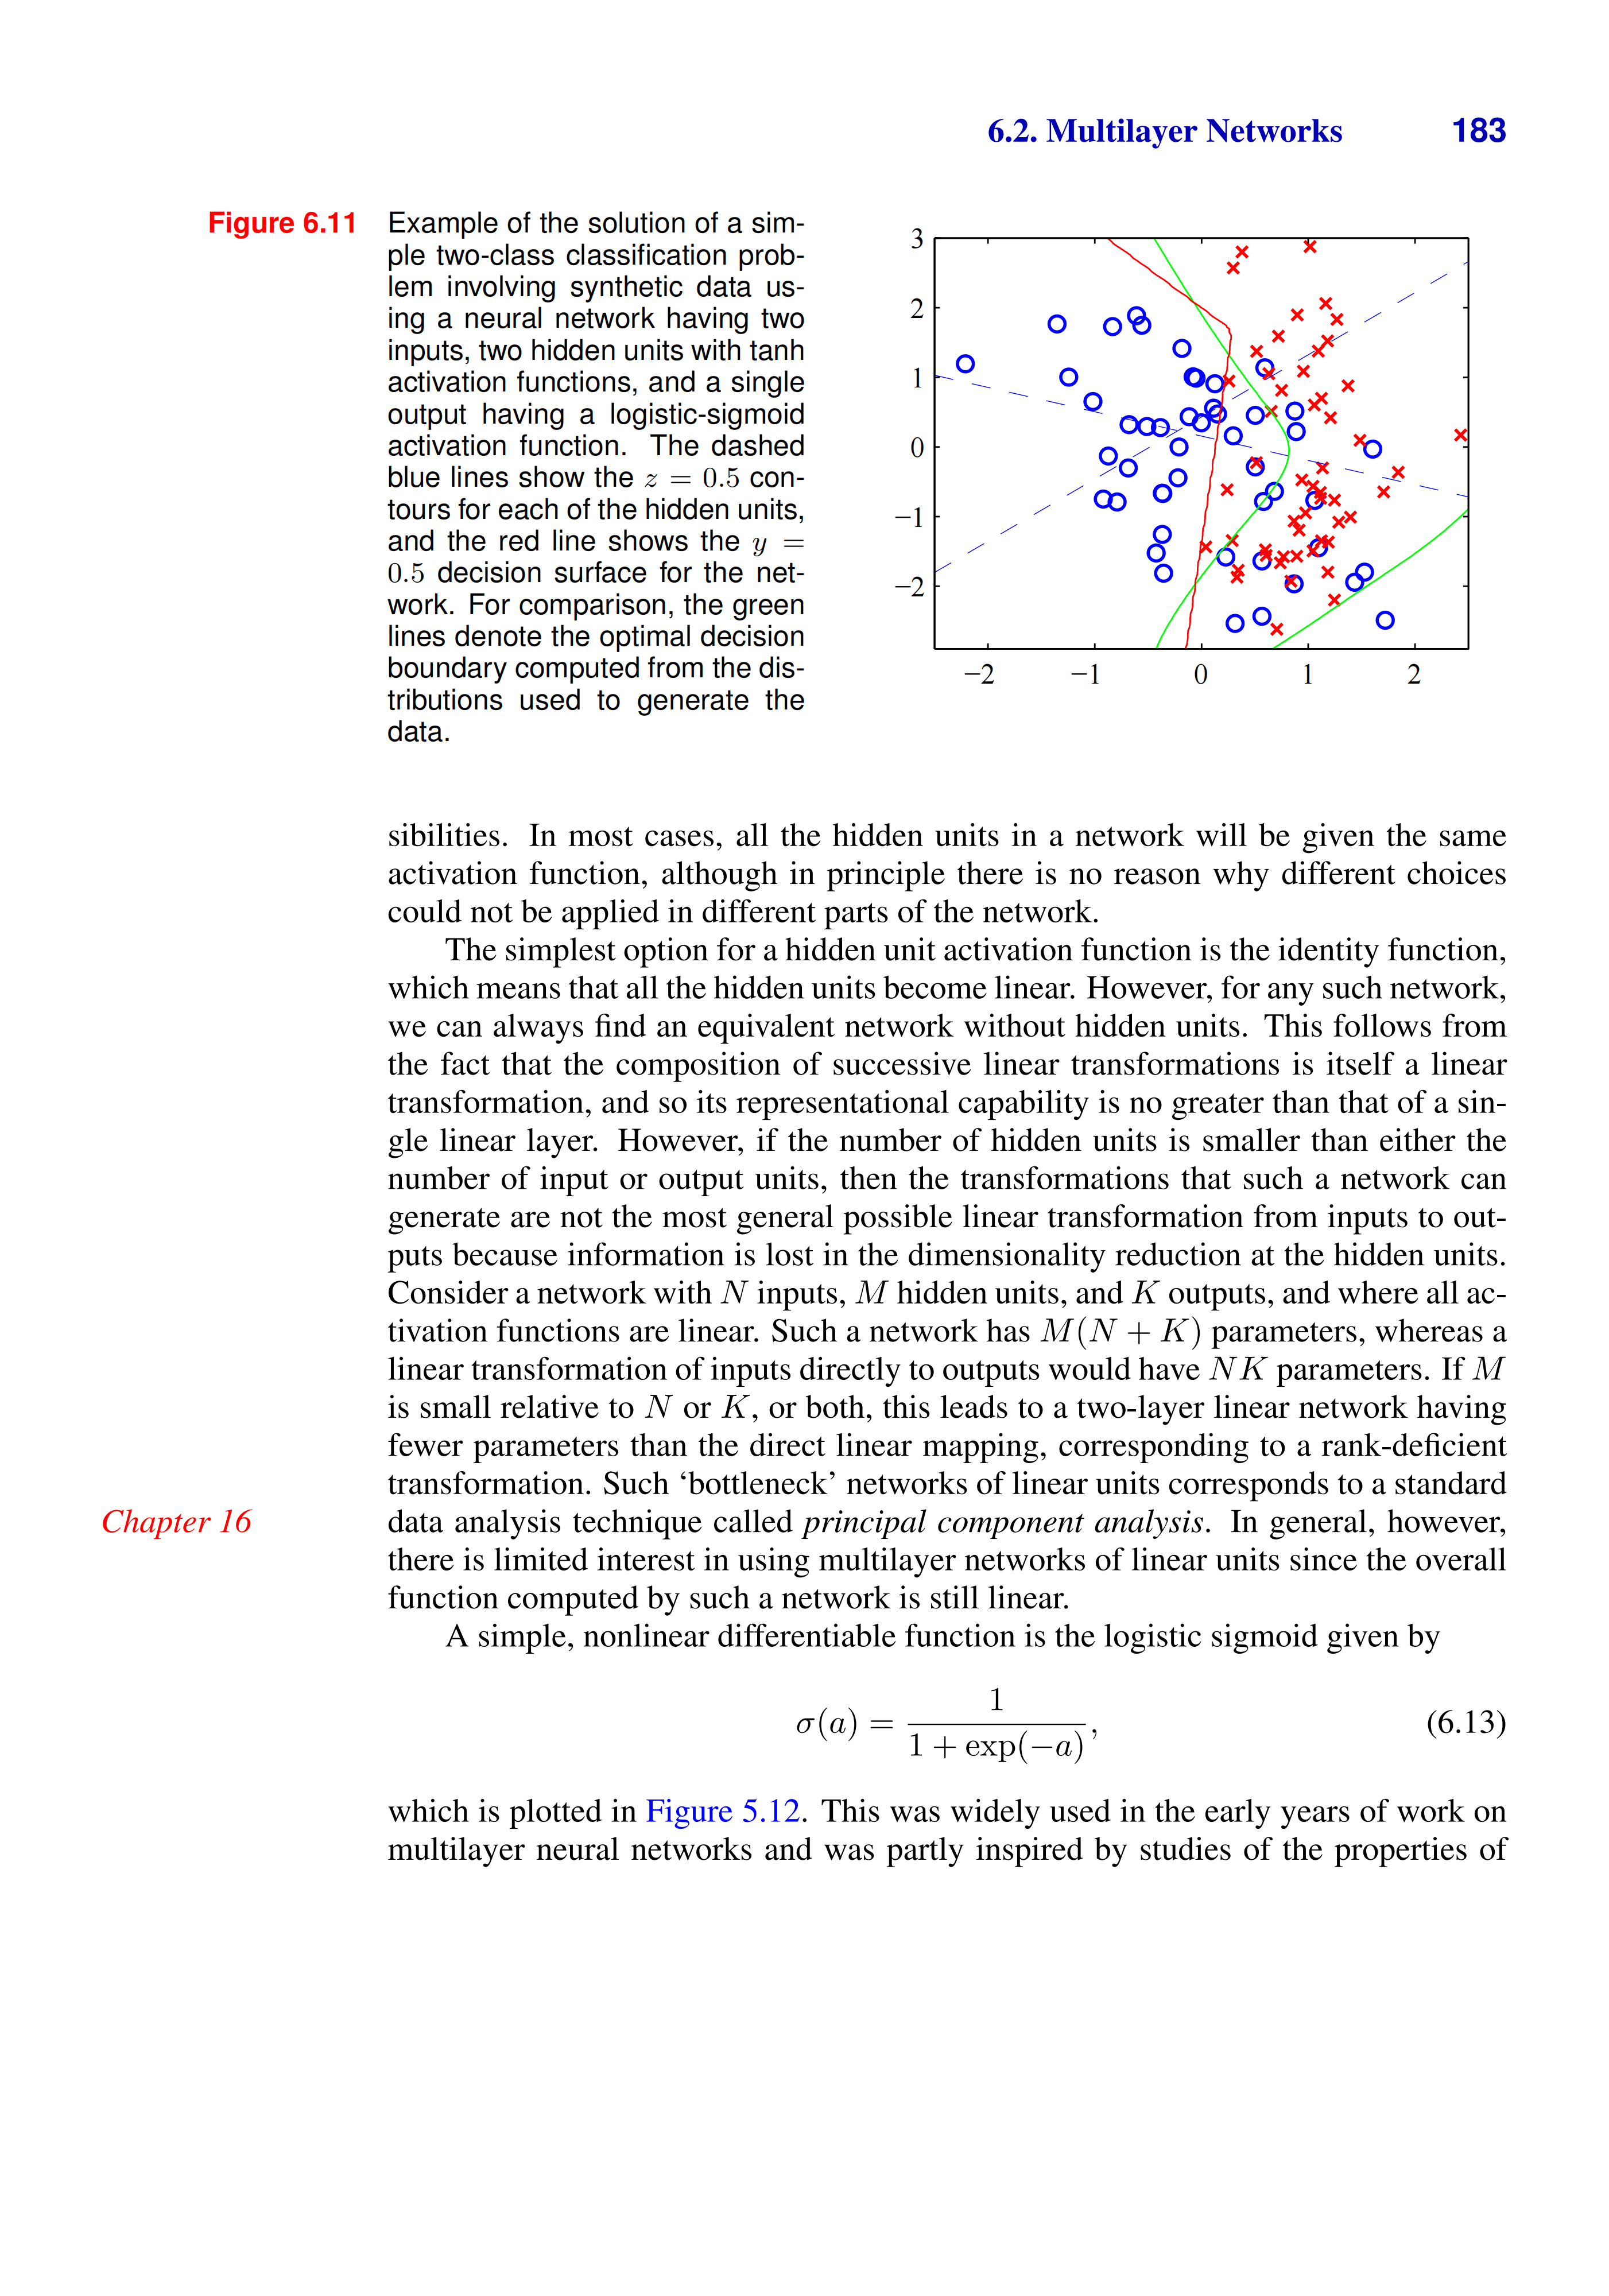 6.2. Multilayer Networks 183
Figure 6.11 Example of the solution of a sim-
ple two-class classification prob-
lem involving synthetic data us-
ing a neural network having two
inputs, two hidden units with tanh
activation functions, and a single
output having a logistic-sigmoid
activation function. The dashed
blue lines show the z = 0.5 con-
tours for each of the hidden units,
and the red line shows the y =
0.5 decision surface for the net-
work. For comparison, the green
lines denote the optimal decision
boundary computed from the dis-
tributions used to generate the
data.
3
2
1
0
−1
−2
−2 −1 0 1 2
sibilities. In most cases, all the hidden units in a network will be given the same
activation function, although in principle there is no reason why different choices
could not be applied in different parts of the network.
The simplest option for a hidden unit activation function is the identity function,
which means that all the hidden units become linear. However, for any such network,
we can always find an equivalent network without hidden units. This follows from
the fact that the composition of successive linear transformations is itself a linear
transformation, and so its representational capability is no greater than that of a sin-
gle linear layer. However, if the number of hidden units is smaller than either the
number of input or output units, then the transformations that such a network can
generate are not the most general possible linear transformation from inputs to out-
puts because information is lost in the dimensionality reduction at the hidden units.
Consider a network with N inputs, M hidden units, and K outputs, and where all ac-
tivation functions are linear. Such a network has M(N + K) parameters, whereas a
linear transformation of inputs directly to outputs would have NK parameters. If M
is small relative to N or K, or both, this leads to a two-layer linear network having
fewer parameters than the direct linear mapping, corresponding to a rank-deficient
transformation. Such ‘bottleneck’ networks of linear units corresponds to a standard
Chapter 16 data analysis technique called principal component analysis. In general, however,
there is limited interest in using multilayer networks of linear units since the overall
function computed by such a network is still linear.
A simple, nonlinear differentiable function is the logistic sigmoid given by
σ(a) = 1 / (1 + exp(−a)), (6.13)
which is plotted in Figure 5.12. This was widely used in the early years of work on
multilayer neural networks and was partly inspired by studies of the properties of